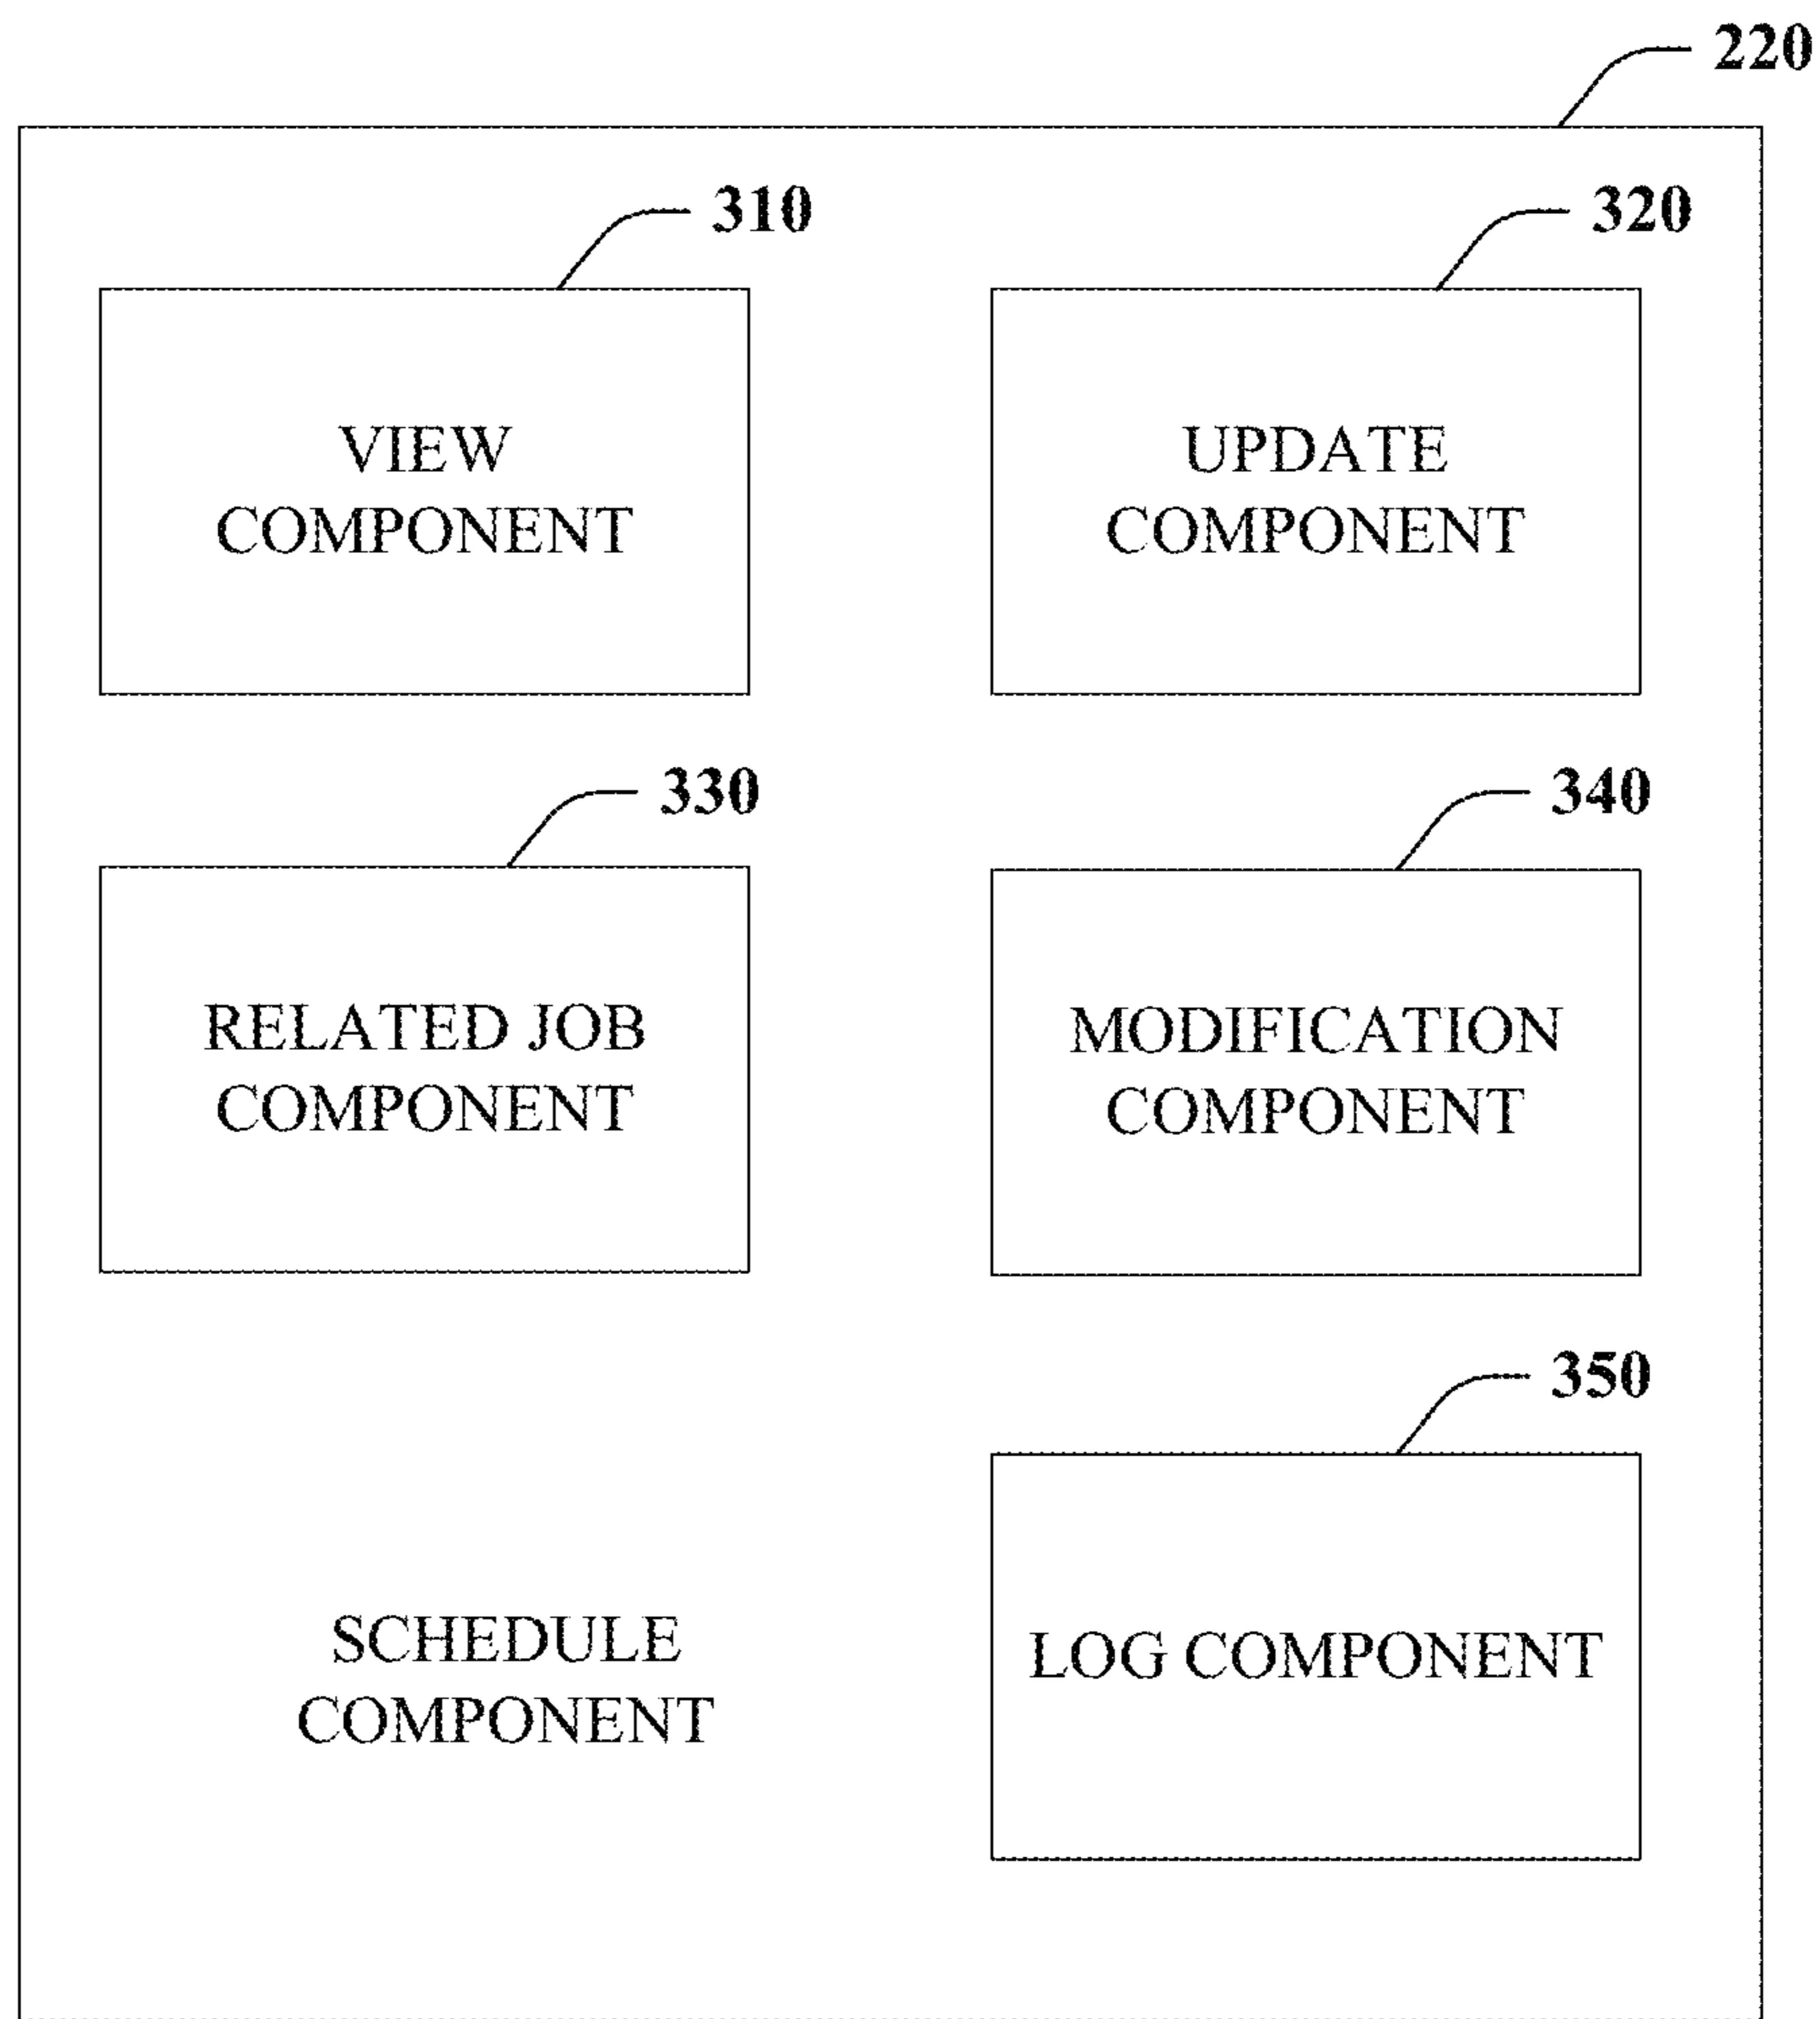 220
310
320
VIEW
COMPONENT
UPDATE
COMPONENT
330
340
RELATED JOB
COMPONENT
MODIFICATION
COMPONENT
350
SCHEDULE
COMPONENT
LOG COMPONENT